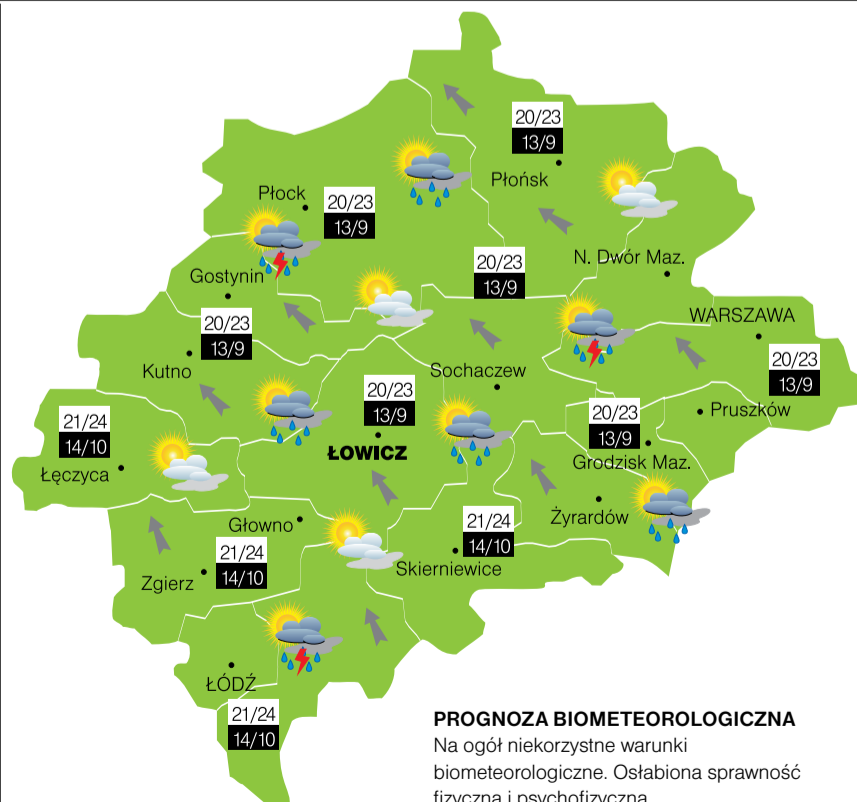 20/23
13/9
Płońsk
Płock
20/23
13/9
N. Dwór Maz.
Gostynin
20/23
13/9
WARSZAWA
20/23
13/9
Kutno
20/23
13/9
Sochaczew
20/23
13/9
Pruszków
21/24
14/10
Łęczyca
ŁOWICZ
20/23
13/9
Grodzisk Maz.
Żyrardów
Głowno
21/24
14/10
Skierniewice
21/24
14/10
Zgierz
ŁÓDŹ
21/24
14/10
PROGNOZA BIOMETEOROLOGICZNA
Na ogół niekorzystne warunki
biometeorologiczne. Osłabiona sprawność
fizyczna i psychofizyczna